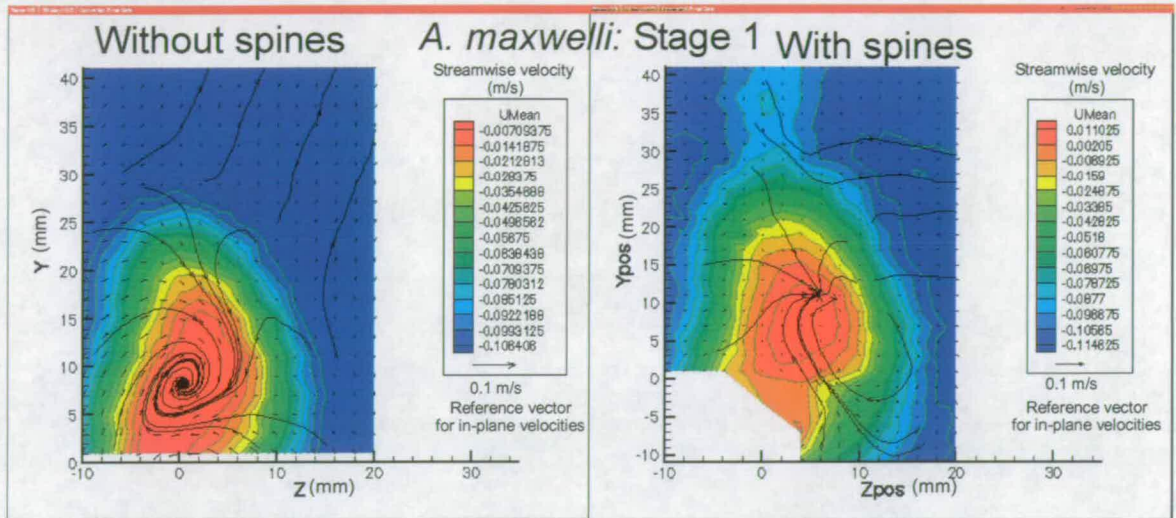 Without spines
A. maxwelli: Stage 1
With spines
Streamwise velocity
(m/s)
UMean
-0.00709375
-0.0141875
-0.0212813
-0.028375
-0.0354688
-0.0425625
-0.0496562
-0.05675
-0.0638438
-0.0709375
-0.0780312
-0.085125
-0.0922188
-0.0993125
-0.106406
0.1 m/s
Reference vector
for in-plane velocities
Y (mm)
40
35
30
25
20
15
10
5
0
-10 0 10 20 30
Z (mm)
Streamwise velocity
(m/s)
UMean
0.011025
0.00205
-0.006925
-0.0159
-0.024875
-0.03385
-0.042825
-0.0518
-0.060775
-0.06975
-0.078725
-0.0877
-0.096675
-0.10565
-0.114625
0.1 m/s
Reference vector
for in-plane velocities
Ypos (mm)
40
35
30
25
20
15
10
5
0
-5
-10
-10 0 10 20 30
Zpos (mm)